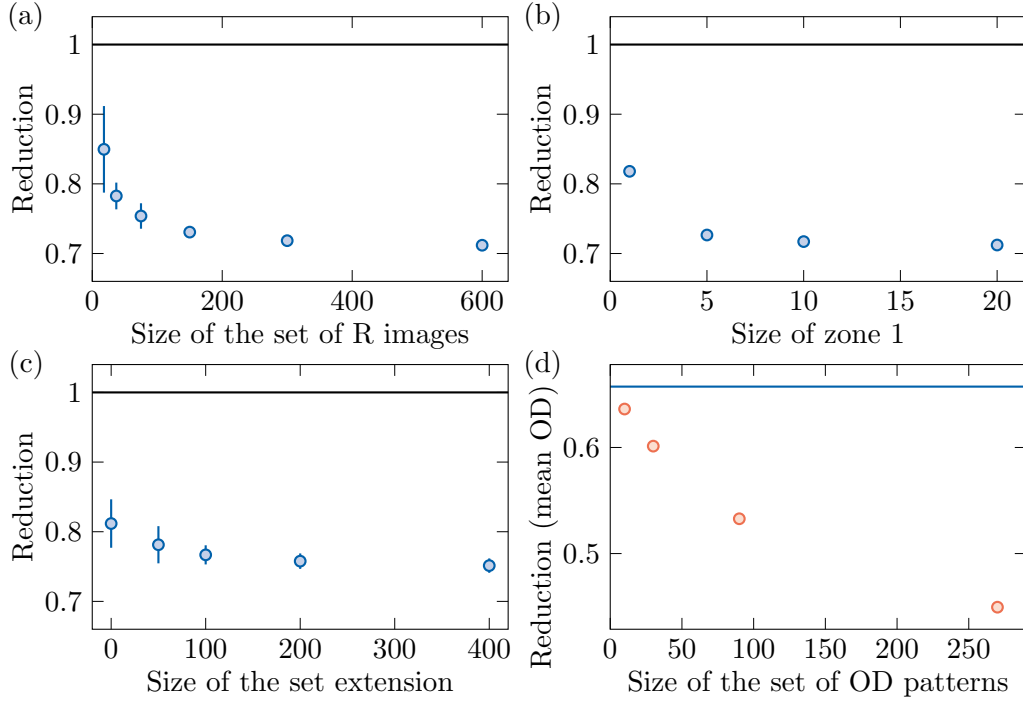 (a)
Reduction
1
0.9
0.8
0.7
0 200 400 600
Size of the set of R images
(b)
Reduction
1
0.9
0.8
0.7
0 5 10 15 20
Size of zone 1
(c)
Reduction
1
0.9
0.8
0.7
0 100 200 300 400
Size of the set extension
(d)
Reduction (mean OD)
0.6
0.5
0 50 100 150 200 250
Size of the set of OD patterns